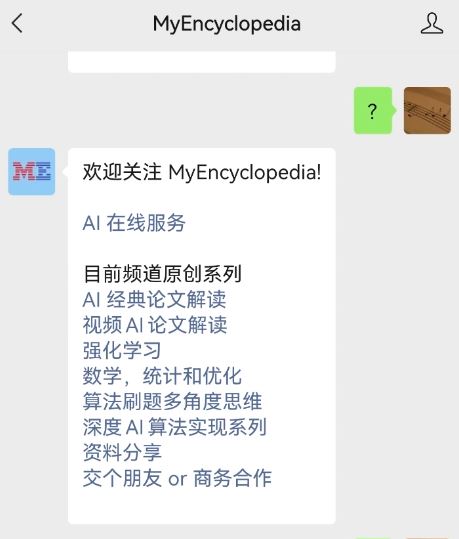 MyEncyclopedia
?
ME
欢迎关注 MyEncyclopedia!
AI 在线服务
目前频道原创系列
AI 经典论文解读
视频 AI 论文解读
强化学习
数学，统计和优化
算法刷题多角度思维
深度 AI 算法实现系列
资料分享
交个朋友 or 商务合作